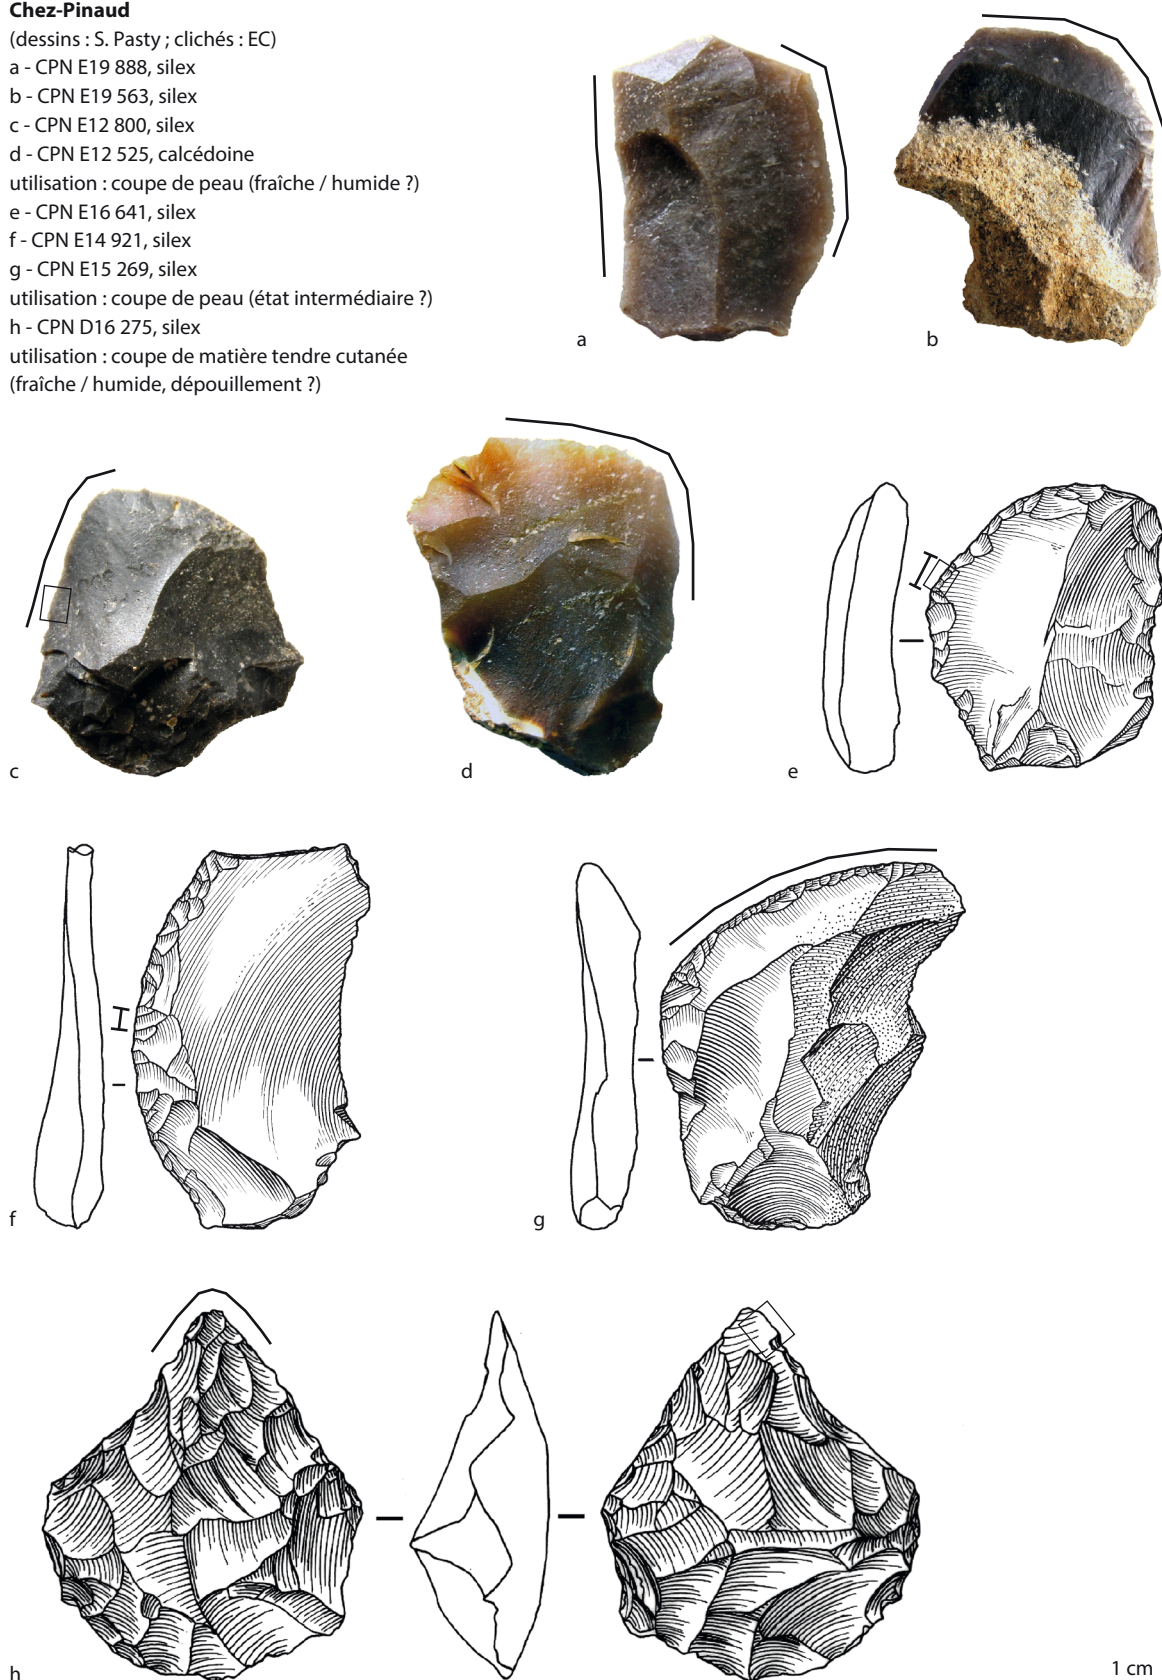 Chez-Pinaud
(dessins : S. Pasty ; clichés : EC)
a - CPN E19 888, silex
b - CPN E19 563, silex
c - CPN E12 800, silex
d - CPN E12 525, calcédoine
utilisation : coupe de peau (fraîche / humide ?)
e - CPN E16 641, silex
f - CPN E14 921, silex
g - CPN E15 269, silex
utilisation : coupe de peau (état intermédiaire ?)
h - CPN D16 275, silex
utilisation : coupe de matière tendre cutanée
(fraîche / humide, dépouillement ?)
a
b
c
d
e
f
g
h
1 cm